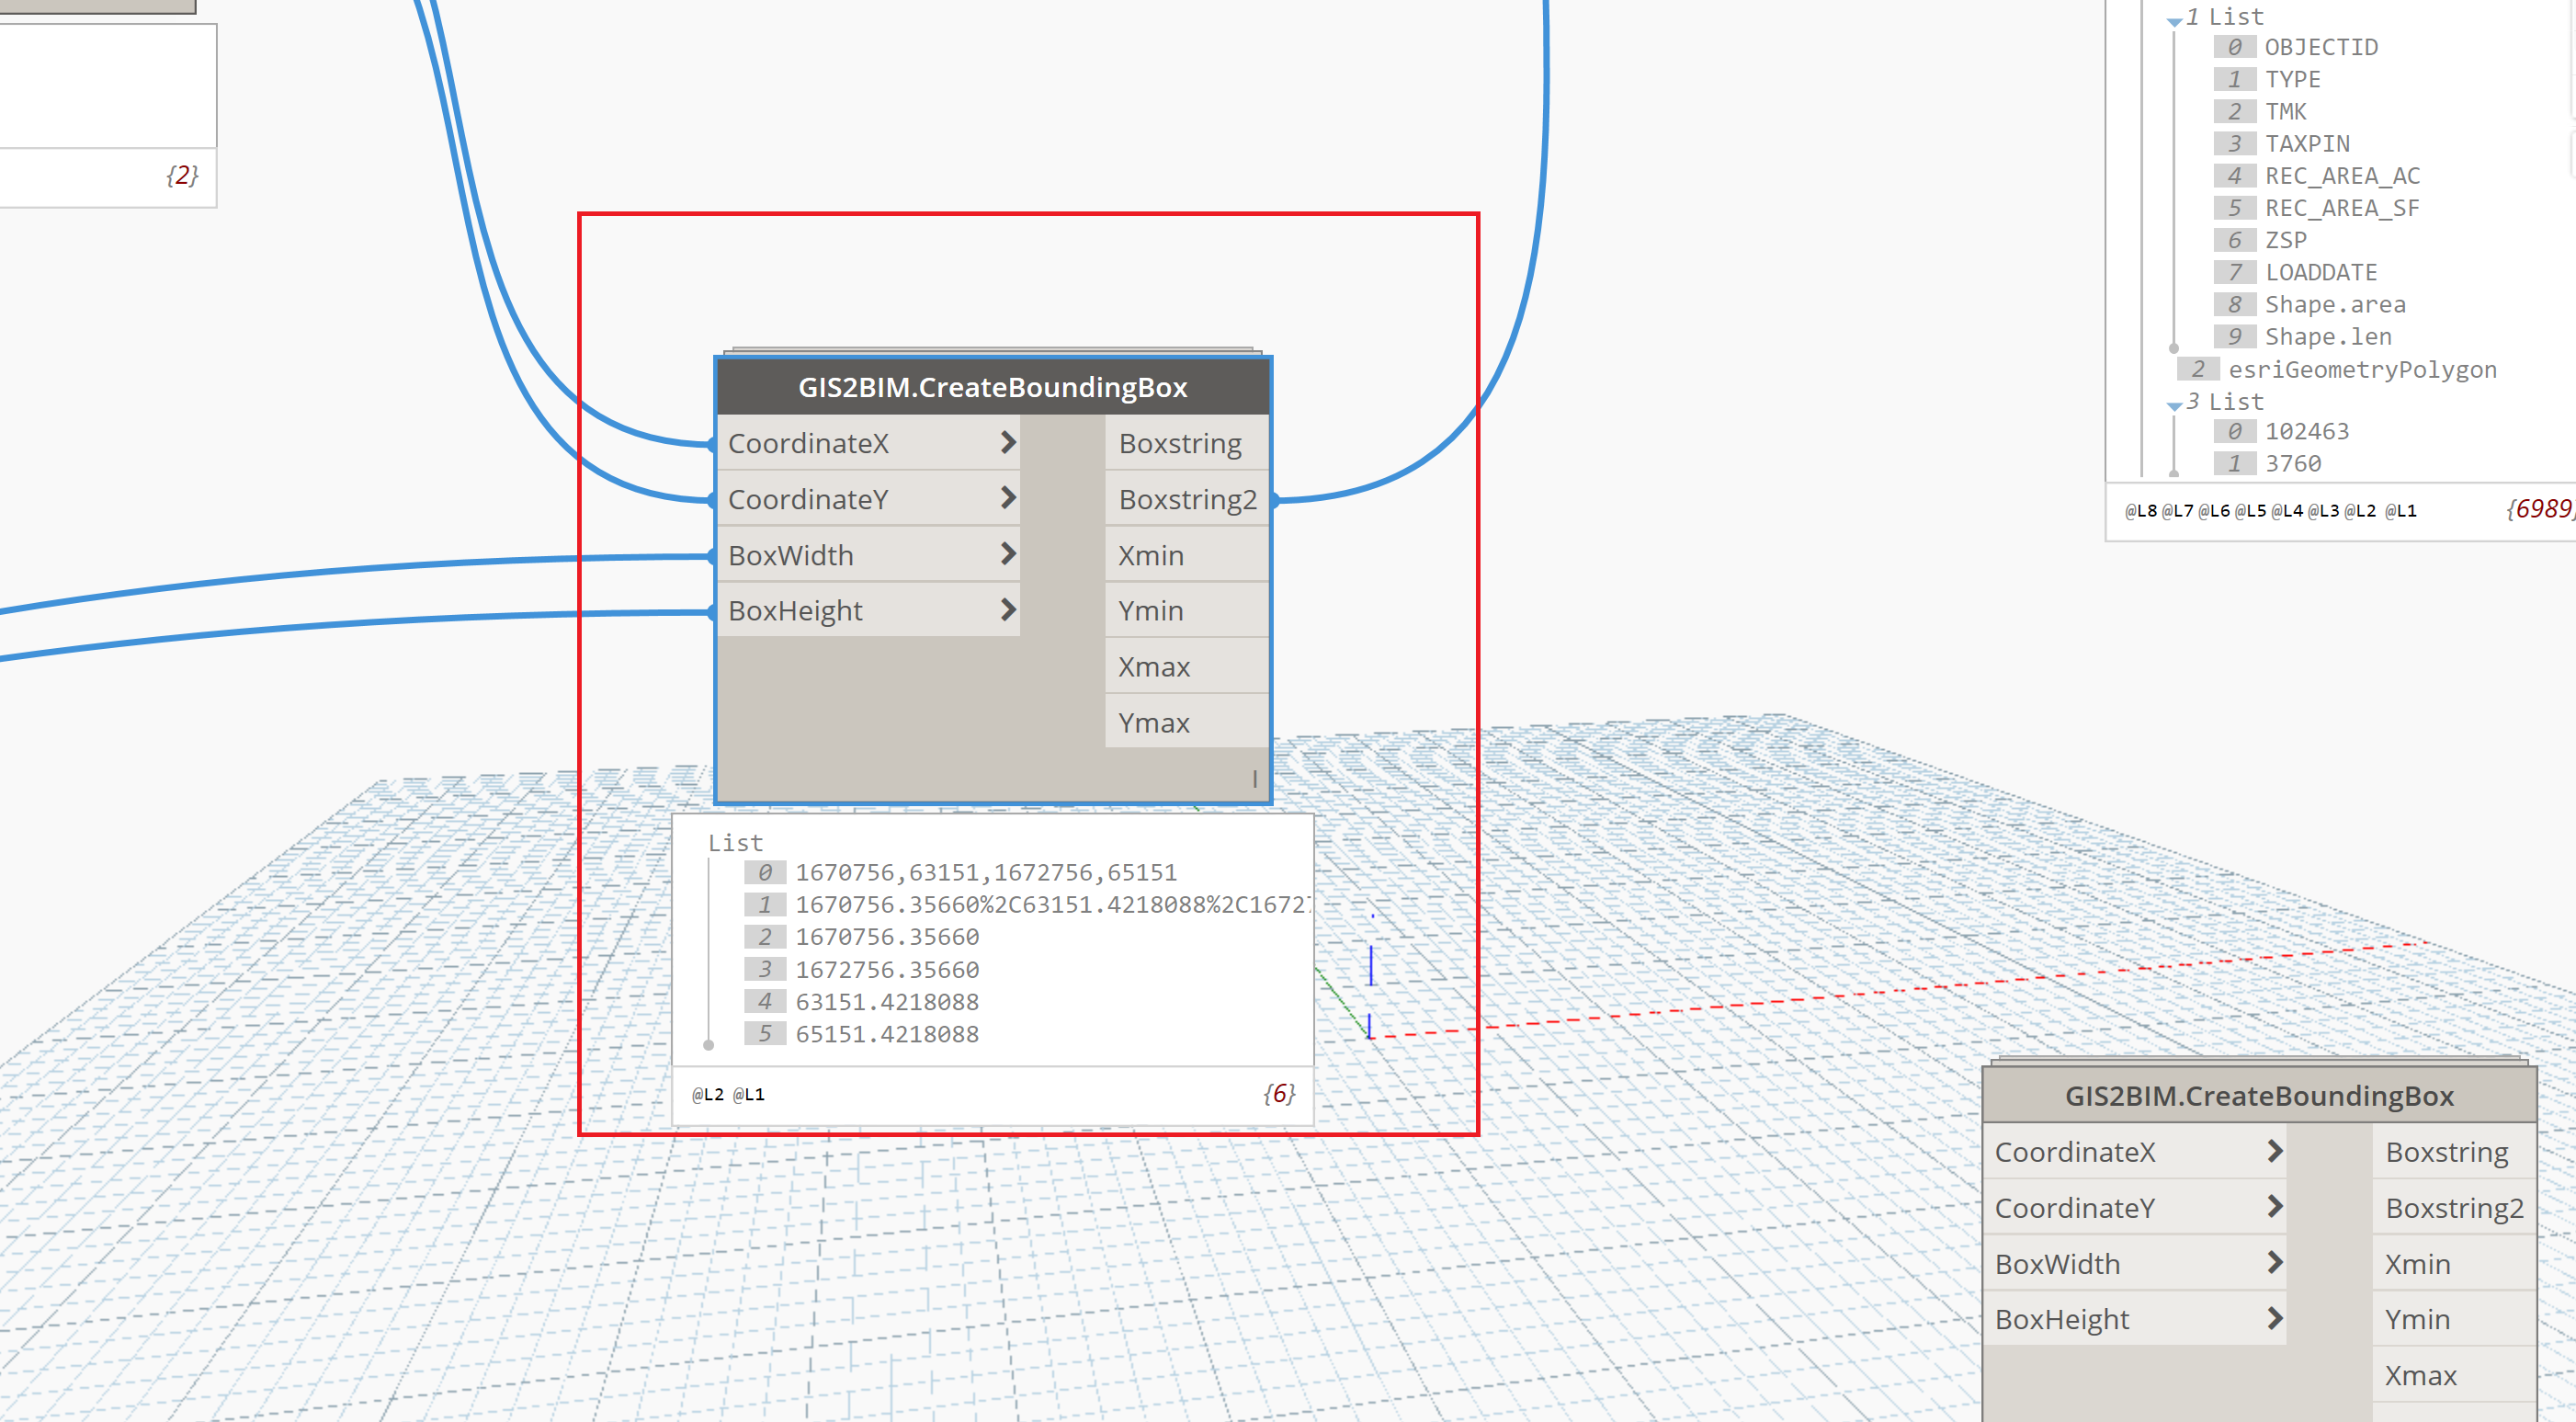 {2}
GIS2BIM.CreateBoundingBox
CoordinateX > Boxstring
CoordinateY > Boxstring2
BoxWidth > Xmin
BoxHeight > Ymin
Xmax
Ymax
l
List
0 1670756,63151,1672756,65151
1 1670756.35660%2C63151.4218088%2C1672
2 1670756.35660
3 1672756.35660
4 63151.4218088
5 65151.4218088
@L2 @L1 {6}
1 List
0 OBJECTID
1 TYPE
2 TMK
3 TAXPIN
4 REC_AREA_AC
5 REC_AREA_SF
6 ZSP
7 LOADDATE
8 Shape.area
9 Shape.len
2 esriGeometryPolygon
3 List
0 102463
1 3760
@L8 @L7 @L6 @L5 @L4 @L3 @L2 @L1 {6989}
GIS2BIM.CreateBoundingBox
CoordinateX > Boxstring
CoordinateY > Boxstring2
BoxWidth > Xmin
BoxHeight > Ymin
Xmax